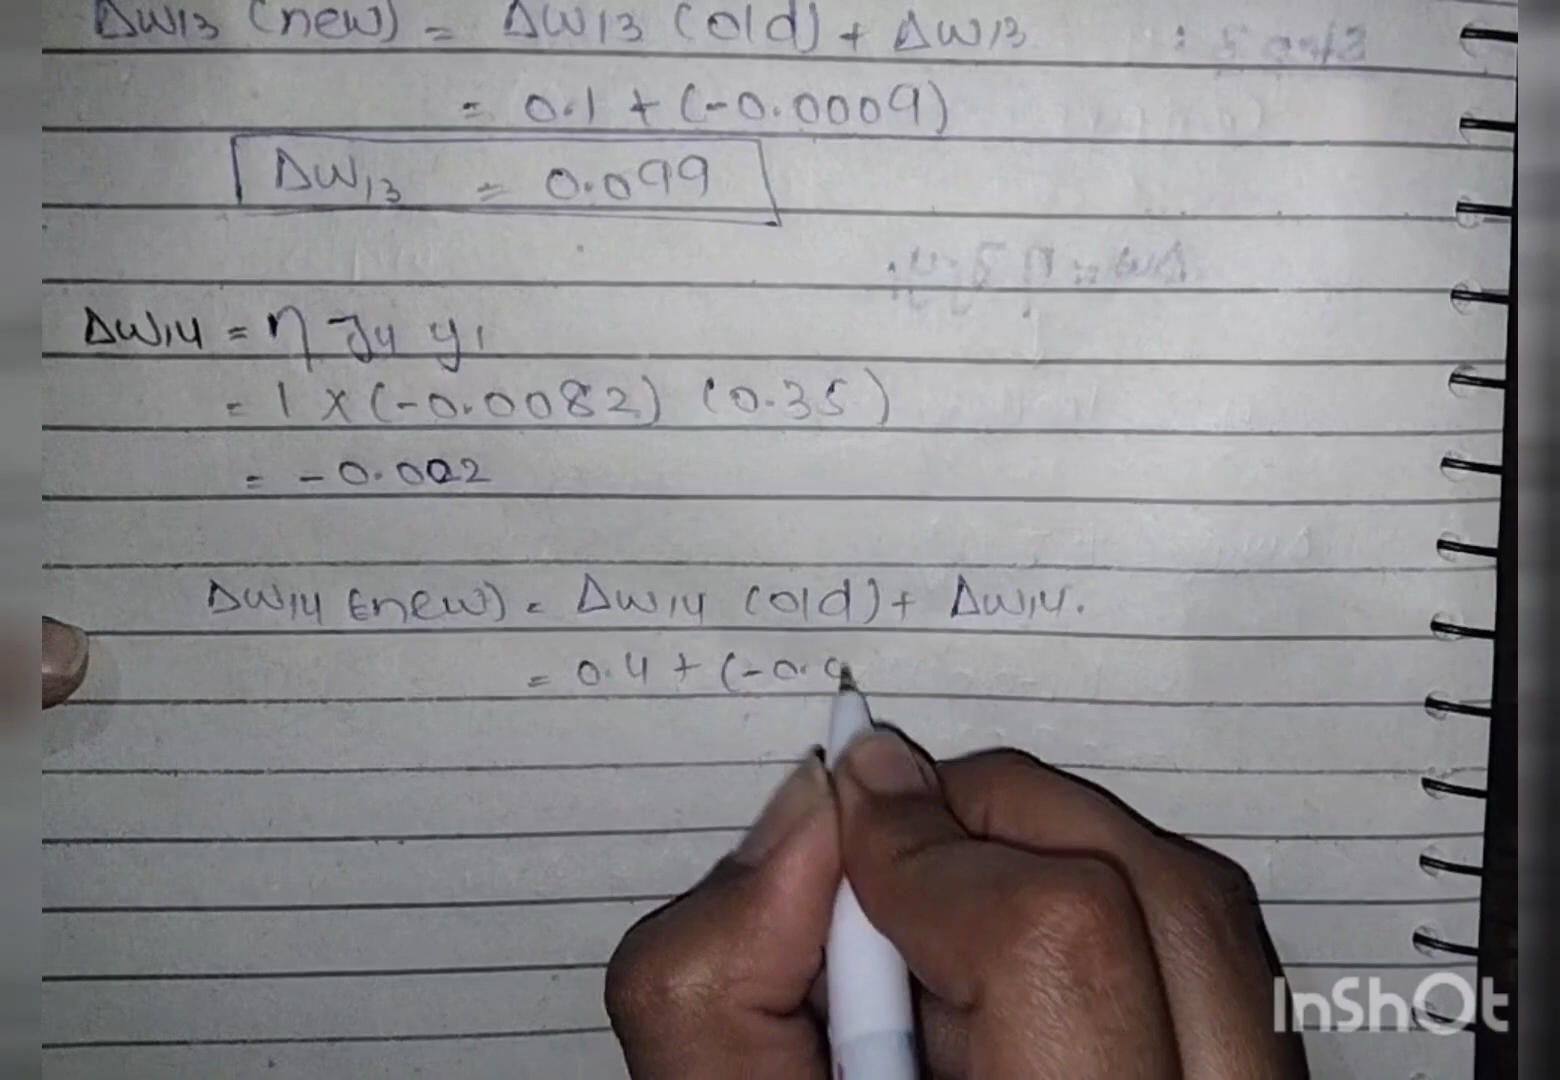 ΔW13 (new) = ΔW13 (old) + ΔW13
= 0.1 + (-0.0009)
ΔW13 = 0.099
ΔW14 = η J4 y1
= 1 x (-0.0082) (0.35)
= -0.002
ΔW14 (new) = ΔW14 (old) + ΔW14.
= 0.4 + (-0.0
InShOt